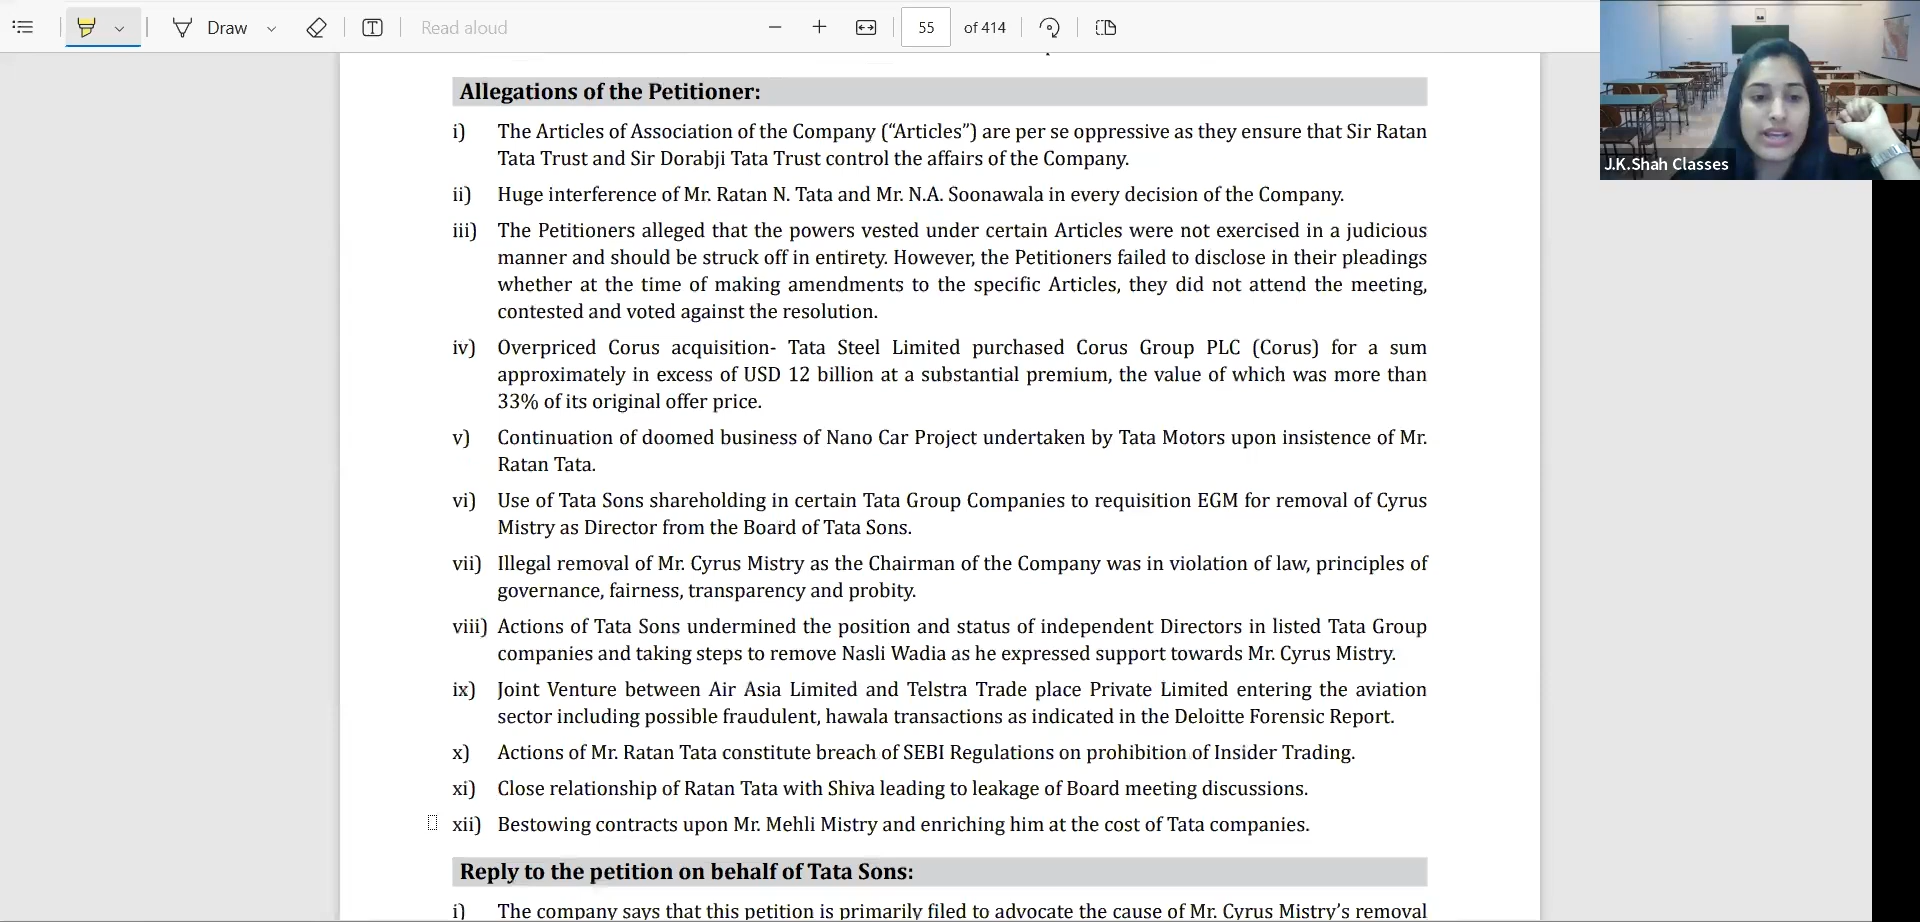 Draw
Read aloud
55 of 414
J.K.Shah Classes
Allegations of the Petitioner:
i) The Articles of Association of the Company (“Articles”) are per se oppressive as they ensure that Sir Ratan
Tata Trust and Sir Dorabji Tata Trust control the affairs of the Company.
ii) Huge interference of Mr. Ratan N. Tata and Mr. N.A. Soonawala in every decision of the Company.
iii) The Petitioners alleged that the powers vested under certain Articles were not exercised in a judicious
manner and should be struck off in entirety. However, the Petitioners failed to disclose in their pleadings
whether at the time of making amendments to the specific Articles, they did not attend the meeting,
contested and voted against the resolution.
iv) Overpriced Corus acquisition- Tata Steel Limited purchased Corus Group PLC (Corus) for a sum
approximately in excess of USD 12 billion at a substantial premium, the value of which was more than
33% of its original offer price.
v) Continuation of doomed business of Nano Car Project undertaken by Tata Motors upon insistence of Mr.
Ratan Tata.
vi) Use of Tata Sons shareholding in certain Tata Group Companies to requisition EGM for removal of Cyrus
Mistry as Director from the Board of Tata Sons.
vii) Illegal removal of Mr. Cyrus Mistry as the Chairman of the Company was in violation of law, principles of
governance, fairness, transparency and probity.
viii) Actions of Tata Sons undermined the position and status of independent Directors in listed Tata Group
companies and taking steps to remove Nasli Wadia as he expressed support towards Mr. Cyrus Mistry.
ix) Joint Venture between Air Asia Limited and Telstra Trade place Private Limited entering the aviation
sector including possible fraudulent, hawala transactions as indicated in the Deloitte Forensic Report.
x) Actions of Mr. Ratan Tata constitute breach of SEBI Regulations on prohibition of Insider Trading.
xi) Close relationship of Ratan Tata with Shiva leading to leakage of Board meeting discussions.
xii) Bestowing contracts upon Mr. Mehli Mistry and enriching him at the cost of Tata companies.
Reply to the petition on behalf of Tata Sons:
i) The company says that this petition is primarily filed to advocate the cause of Mr. Cyrus Mistry’s removal